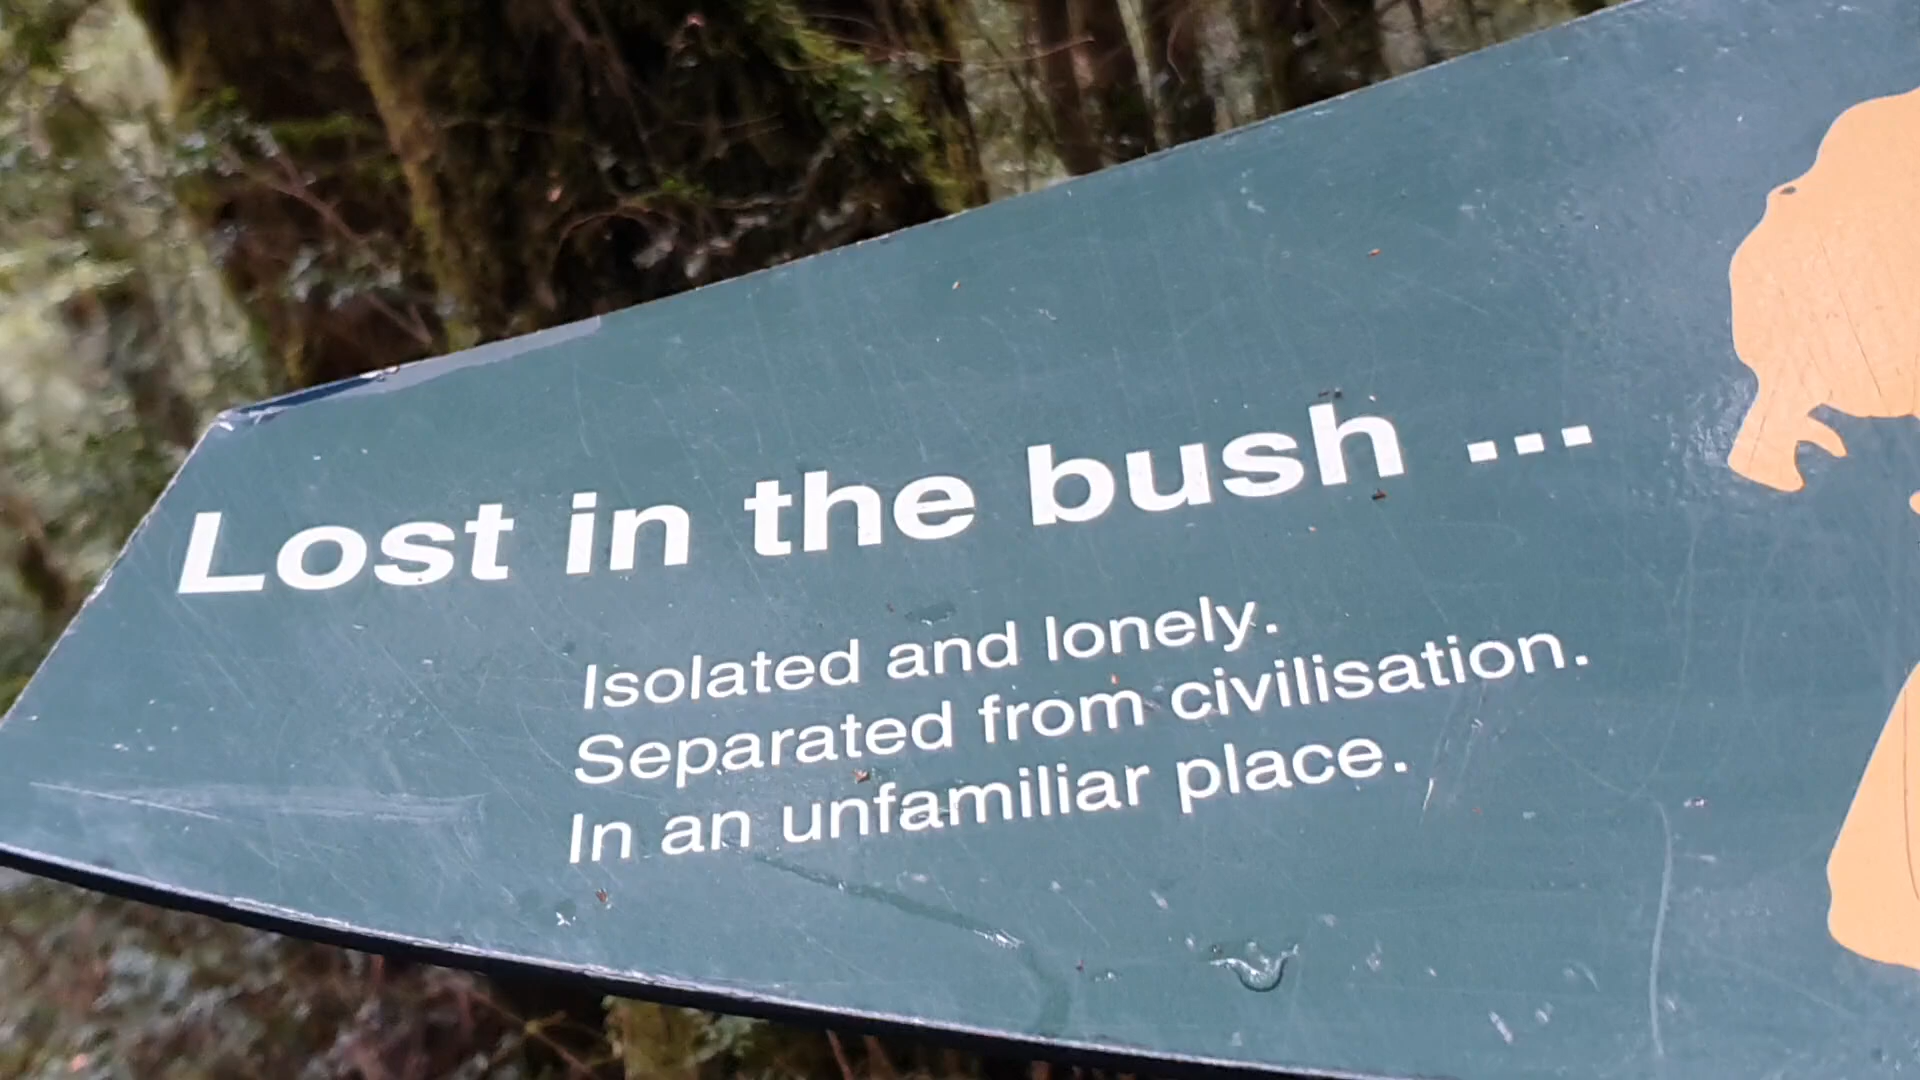 Lost in the bush ...
Isolated and lonely.
Separated from civilisation.
In an unfamiliar place.